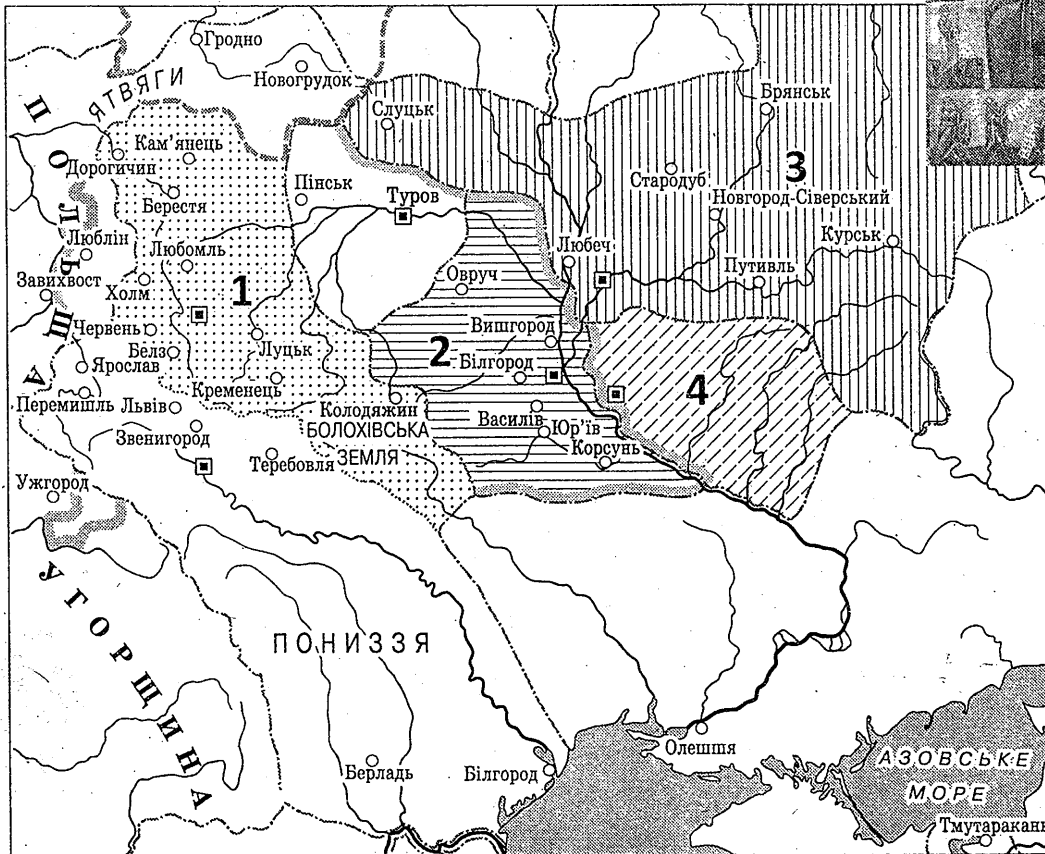 Гродно
Новогрудок
ЯТВЯГИ
ПОЛЬЩА
Слуцьк
Брянськ
3
Кам'янець
Дорогичин
Берестя
Пінськ
Туров
Стародуб
Новгород-Сіверський
Курськ
Люблін
Любомль
Любеч
Завихвост
Холм
1
Овруч
Путивль
Червень
Луцьк
Вишгород
2
Белз
Ярослав
Білгород
4
Кременець
Перемишль
Львів
Колодяжин
Василів
Юр'їв
Звенигород
БОЛОХІВСЬКА
ЗЕМЛЯ
Корсунь
Теребовля
Ужгород
УГОРЩИНА
ПОНИЗЗЯ
Берладь
Білгород
Олешшя
АЗОВСЬКЕ
МОРЕ
Тмутаракань